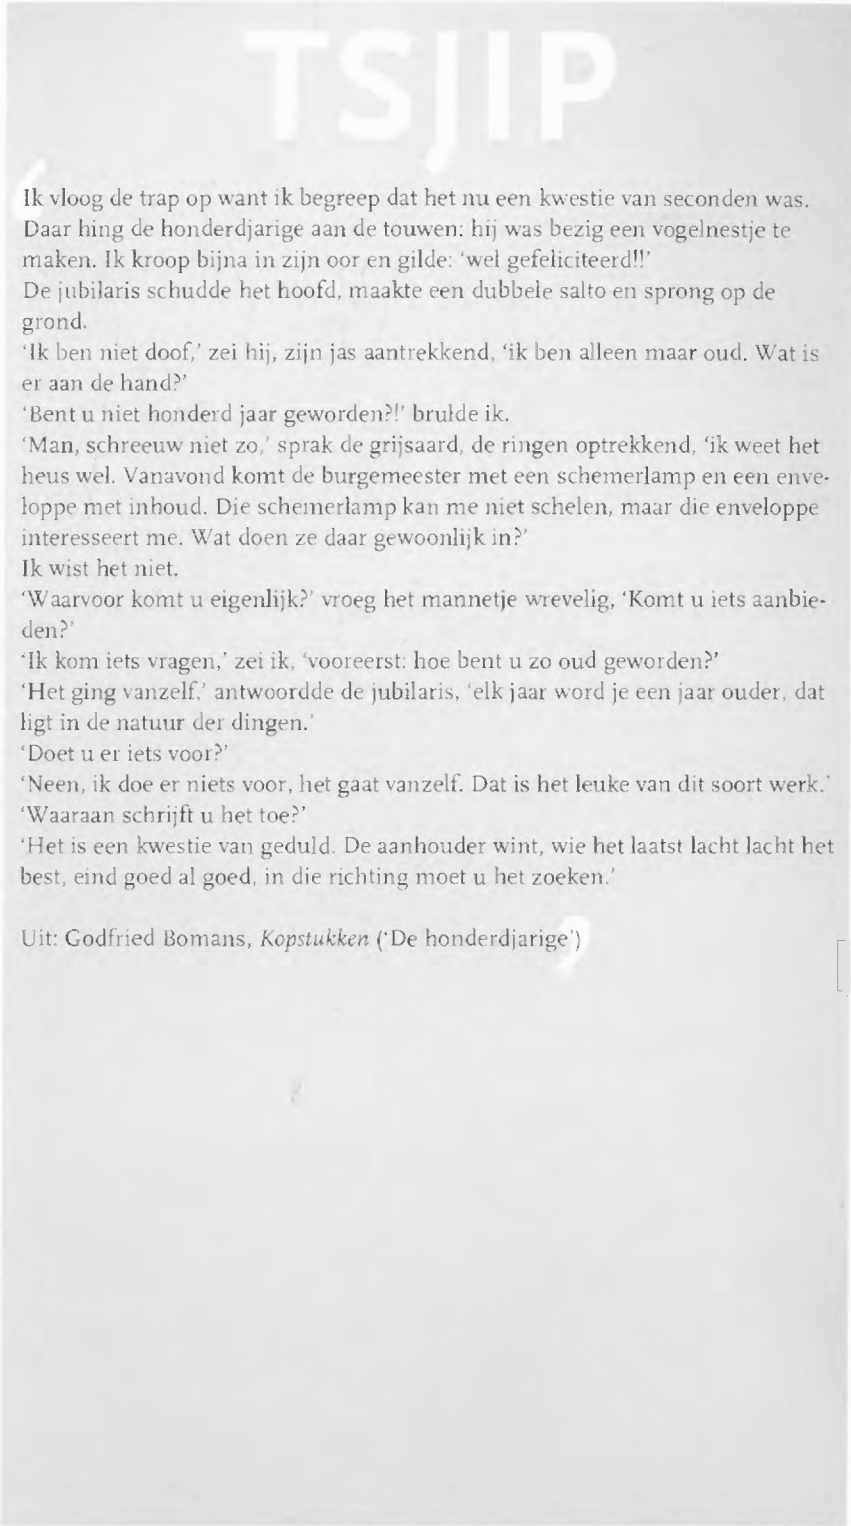 TSJIP
Ik vloog de trap op want ik begreep dat het nu een kwestie van seconden was.
Daar hing de honderdjarige aan de touwen: hij was bezig een vogelnestje te
maken. Ik kroop bijna in zijn oor en gilde: ‘wel gefeliciteerd!!’
De jubilaris schudde het hoofd, maakte een dubbele salto en sprong op de
grond.
‘Ik ben niet doof,’ zei hij, zijn jas aantrekkend, ‘ik ben alleen maar oud. Wat is
er aan de hand?’
‘Bent u niet honderd jaar geworden?!’ brulde ik.
‘Man, schreeuw niet zo,’ sprak de grijsaard, de ringen optrekkend, ‘ik weet het
heus wel. Vanavond komt de burgemeester met een schemerlamp en een enve-
loppe met inhoud. Die schemerlamp kan me niet schelen, maar die enveloppe
interesseert me. Wat doen ze daar gewoonlijk in?’
Ik wist het niet.
‘Waarvoor komt u eigenlijk?’ vroeg het mannetje wrevelig, ‘Komt u iets aanbie-
den?’
‘Ik kom iets vragen,’ zei ik, ‘vooreerst: hoe bent u zo oud geworden?’
‘Het ging vanzelf,’ antwoordde de jubilaris, ‘elk jaar word je een jaar ouder, dat
ligt in de natuur der dingen.’
‘Doet u er iets voor?’
‘Neen, ik doe er niets voor, het gaat vanzelf. Dat is het leuke van dit soort werk.’
‘Waaraan schrijft u het toe?’
‘Het is een kwestie van geduld. De aanhouder wint, wie het laatst lacht lacht het
best, eind goed al goed, in die richting moet u het zoeken.’
Uit: Godfried Bomans, Kopstukken (‘De honderdjarige’)